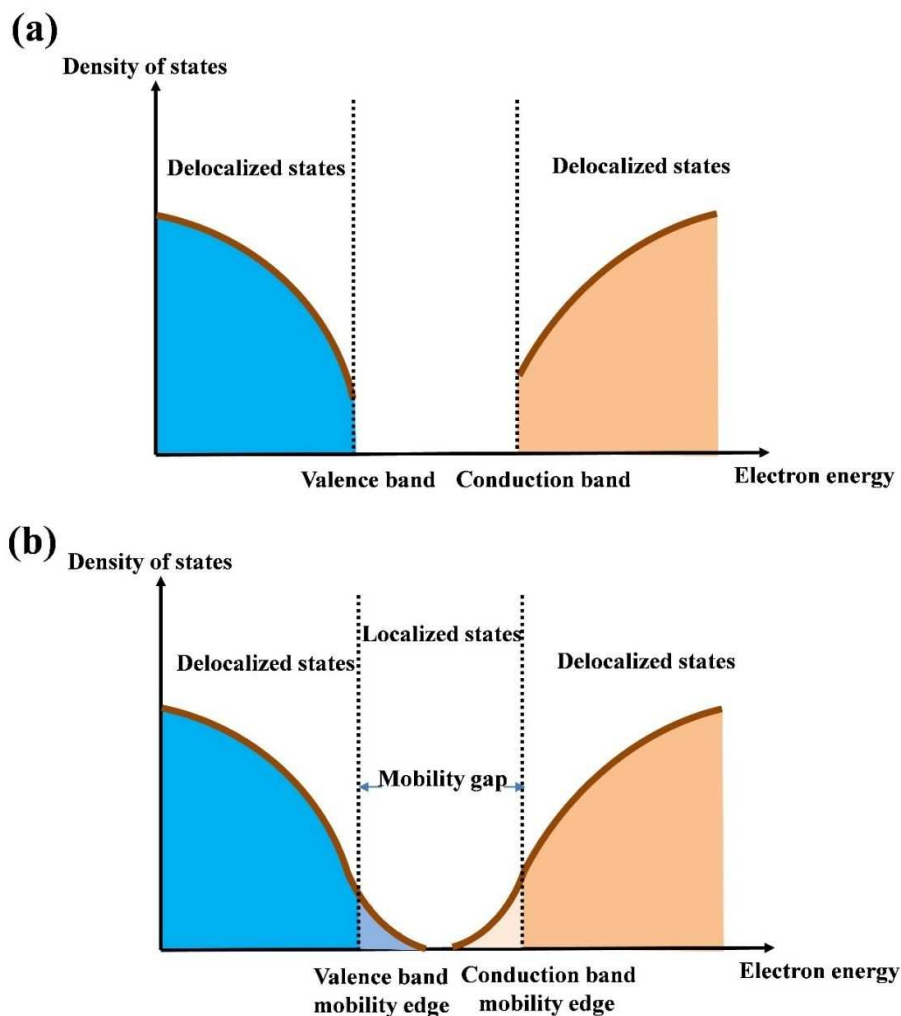 (a)
Density of states
Delocalized states
Delocalized states
Valence band
Conduction band
Electron energy
(b)
Density of states
Localized states
Delocalized states
Delocalized states
Mobility gap
Electron energy
Valence band
mobility edge
Conduction band
mobility edge